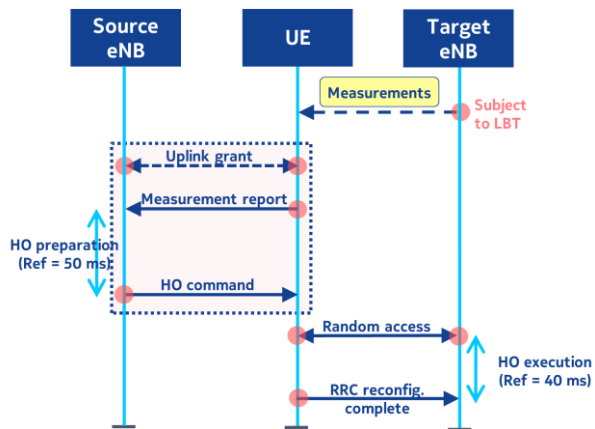 Source
eNB
UE
Target
eNB
Measurements
Subject
to LBT
Uplink grant
Measurement report
HO preparation
(Ref = 50 ms)
HO command
Random access
HO execution
(Ref = 40 ms)
RRC reconfig.
complete